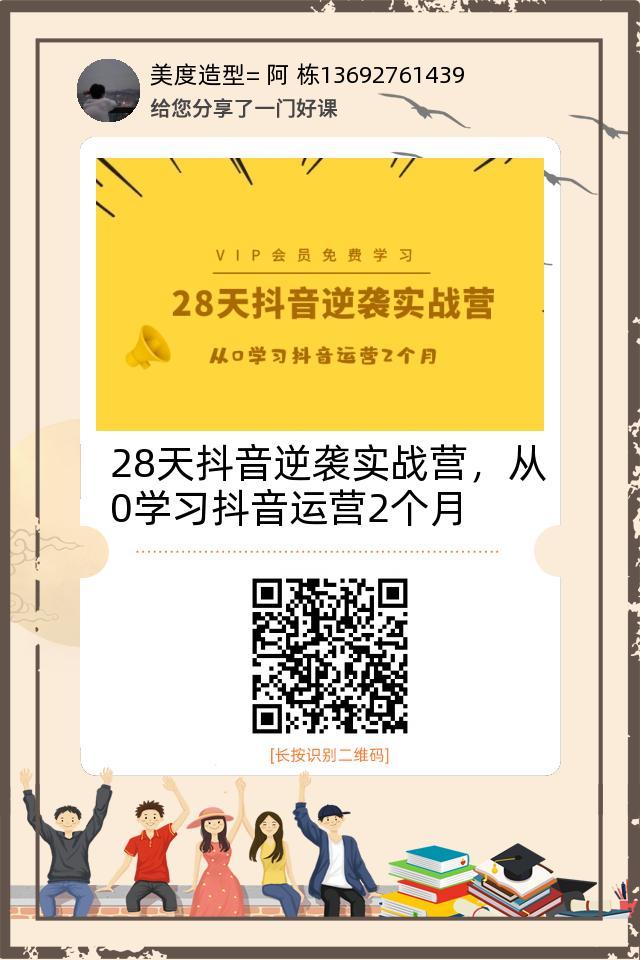 美度造型= 阿 栋13692761439
给您分享了一门好课
VIP会员免费学习
28天抖音逆袭实战营
从0学习抖音运营2个月
28天抖音逆袭实战营，从
0学习抖音运营2个月
[长按识别二维码]